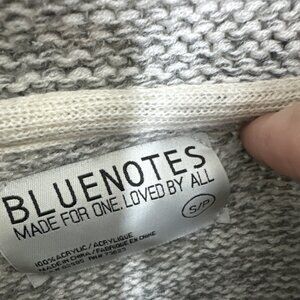 BLUENOTES
MADE FOR ONE. LOVED BY ALL
S/P
100% ACRYLIC/ACRYLIQUE
MADE IN CHINA/FABRIQUÉ EN CHINE